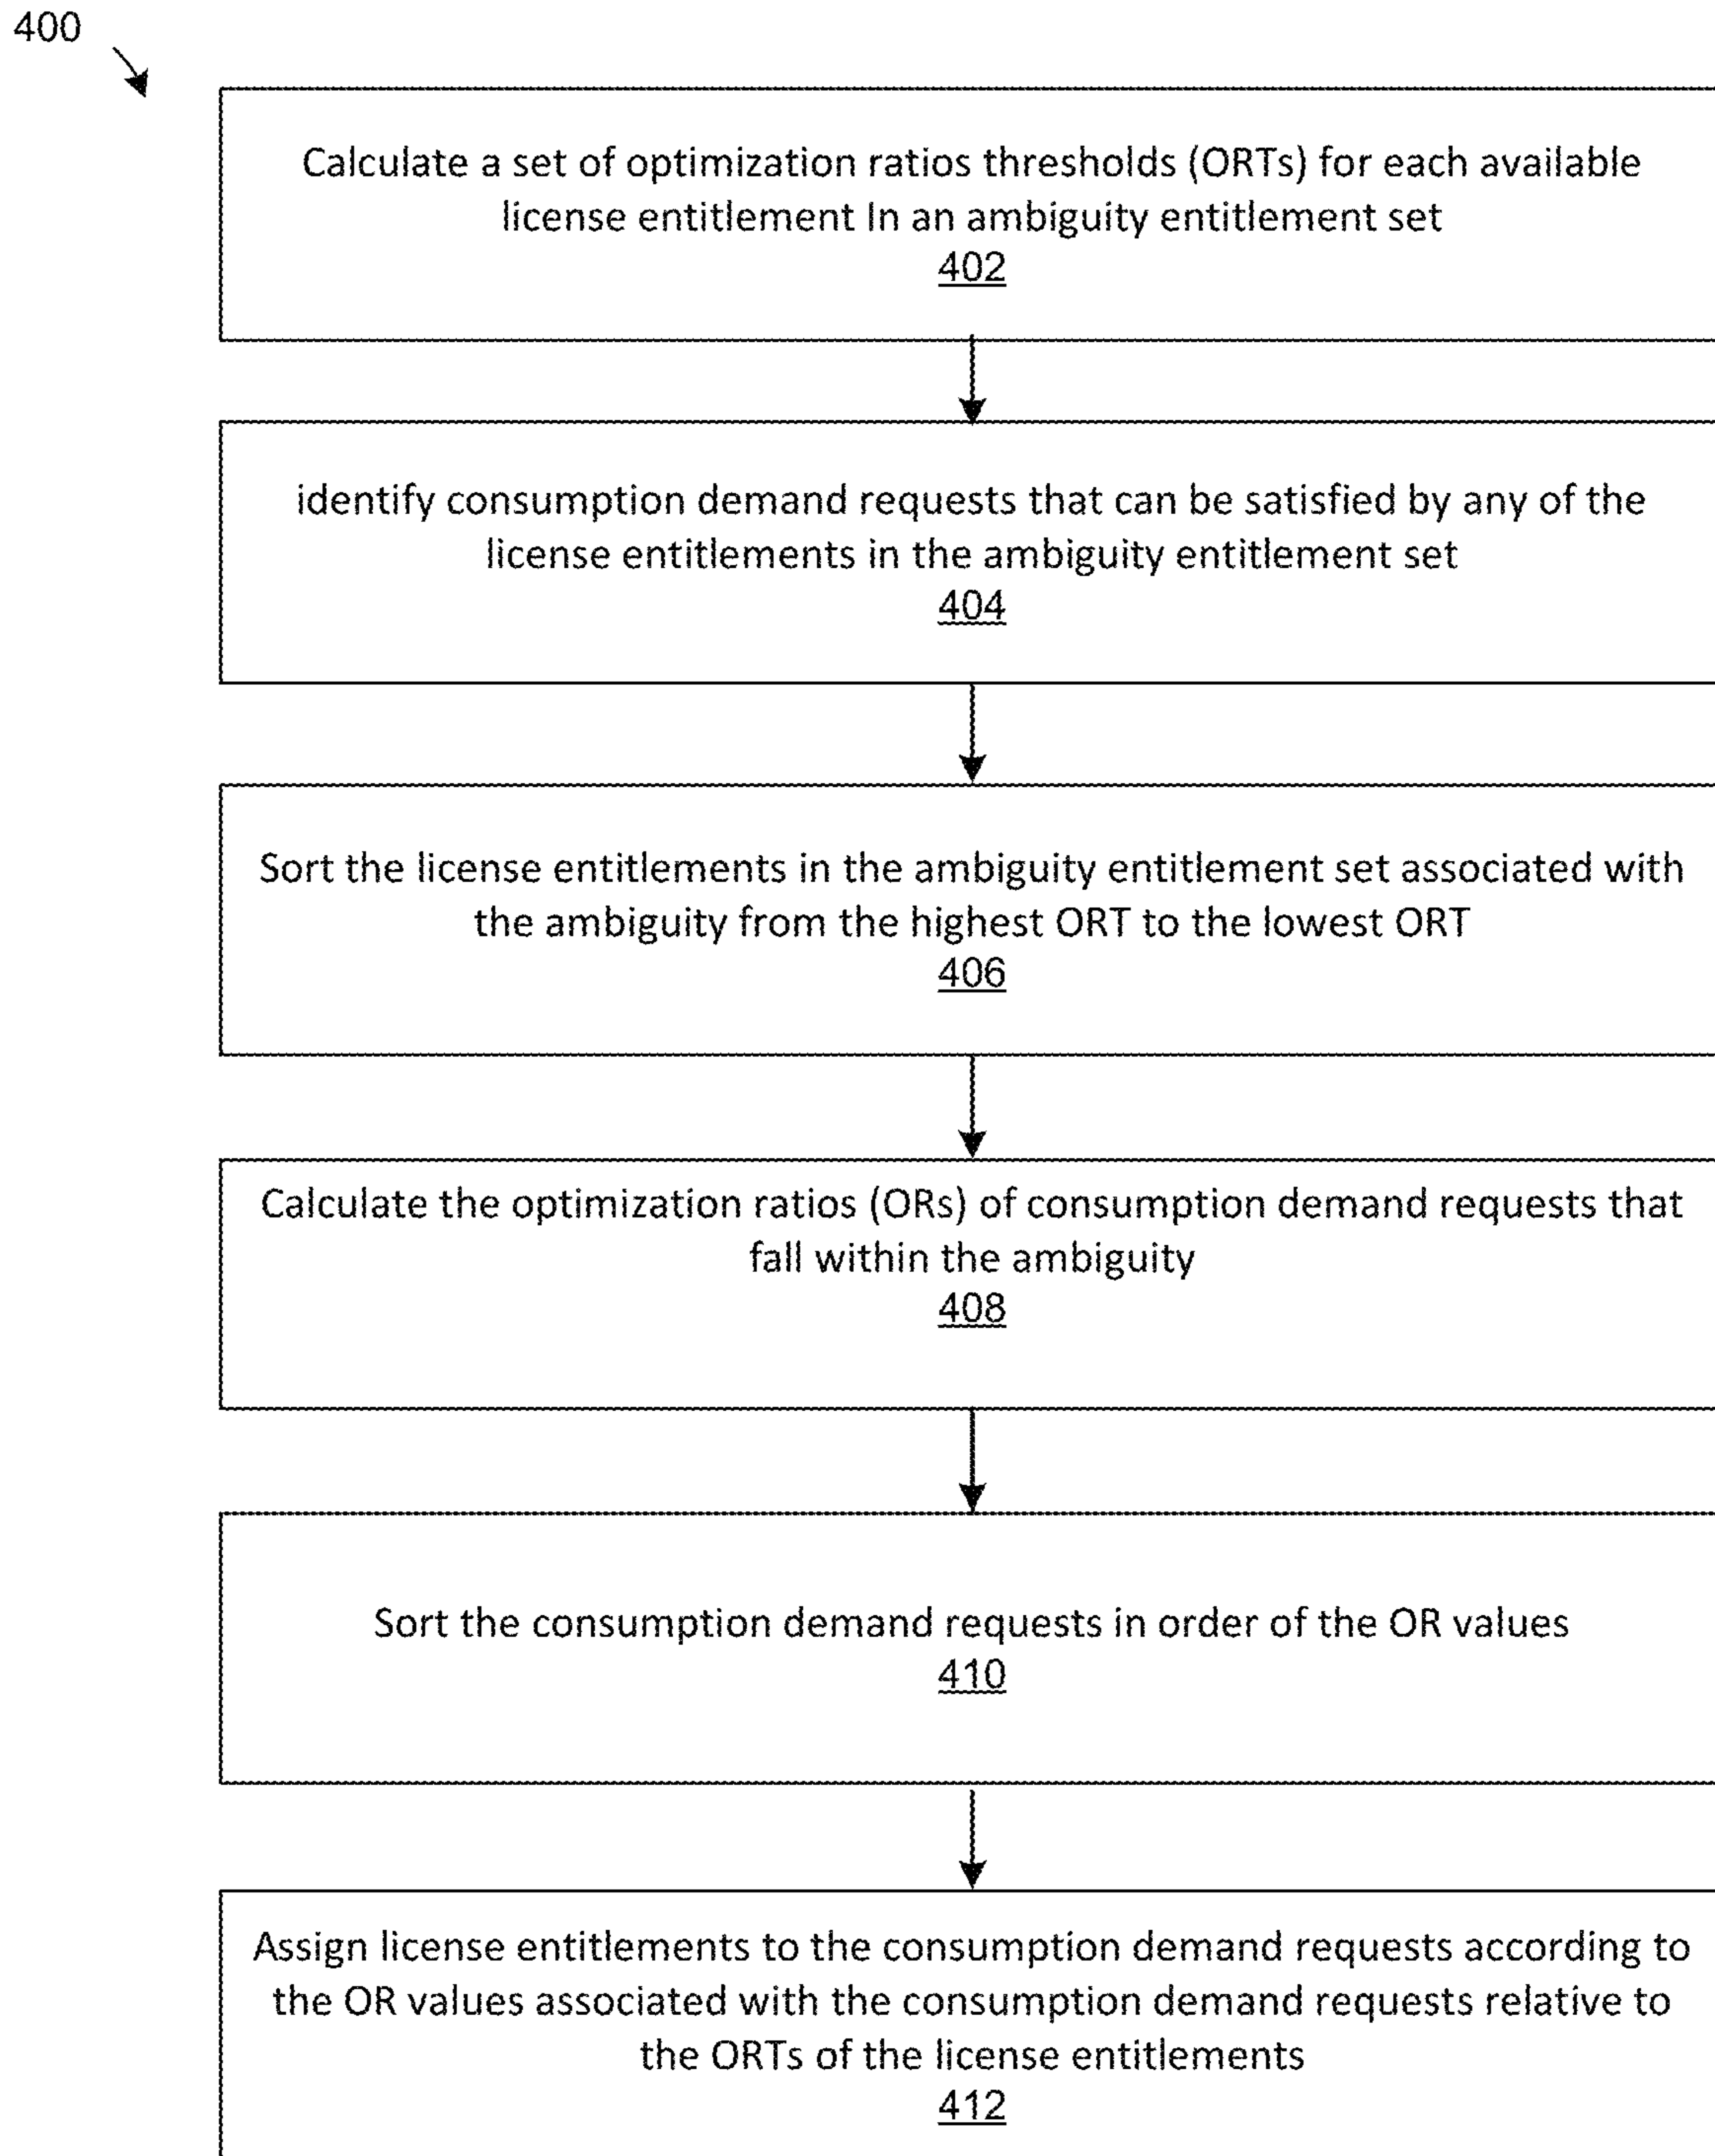 400
Calculate a set of optimization ratios thresholds (ORTs) for each available
license entitlement In an ambiguity entitlement set
402
identify consumption demand requests that can be satisfied by any of the
license entitlements in the ambiguity entitlement set
404
Sort the license entitlements in the ambiguity entitlement set associated with
the ambiguity from the highest ORT to the lowest ORT
406
Calculate the optimization ratios (ORs) of consumption demand requests that
fall within the ambiguity
408
Sort the consumption demand requests in order of the OR values
410
Assign license entitlements to the consumption demand requests according to
the OR values associated with the consumption demand requests relative to
the ORTs of the license entitlements
412